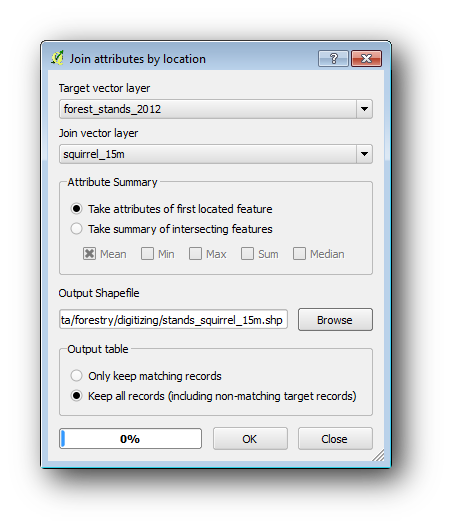 Join attributes by location
Target vector layer
forest_stands_2012
Join vector layer
squirrel_15m
Attribute Summary
Take attributes of first located feature
Take summary of intersecting features
Mean Min Max Sum Median
Output Shapefile
ta/forestry/digitizing/stands_squirrel_15m.shp Browse
Output table
Only keep matching records
Keep all records (including non-matching target records)
0% OK Close